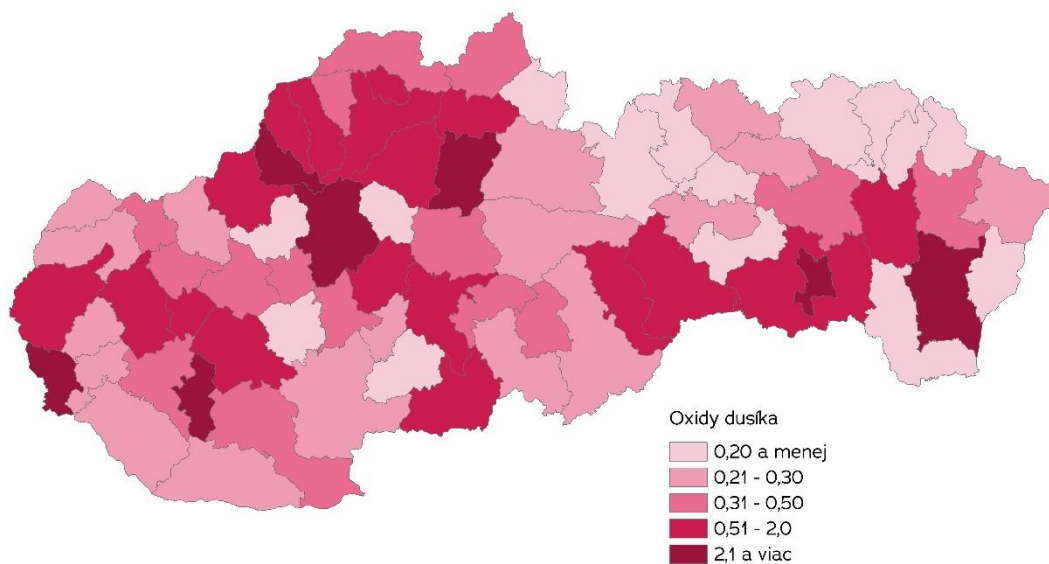 Oxidy dusíka
0,20 a menej
0,21 - 0,30
0,31 - 0,50
0,51 - 2,0
2,1 a viac